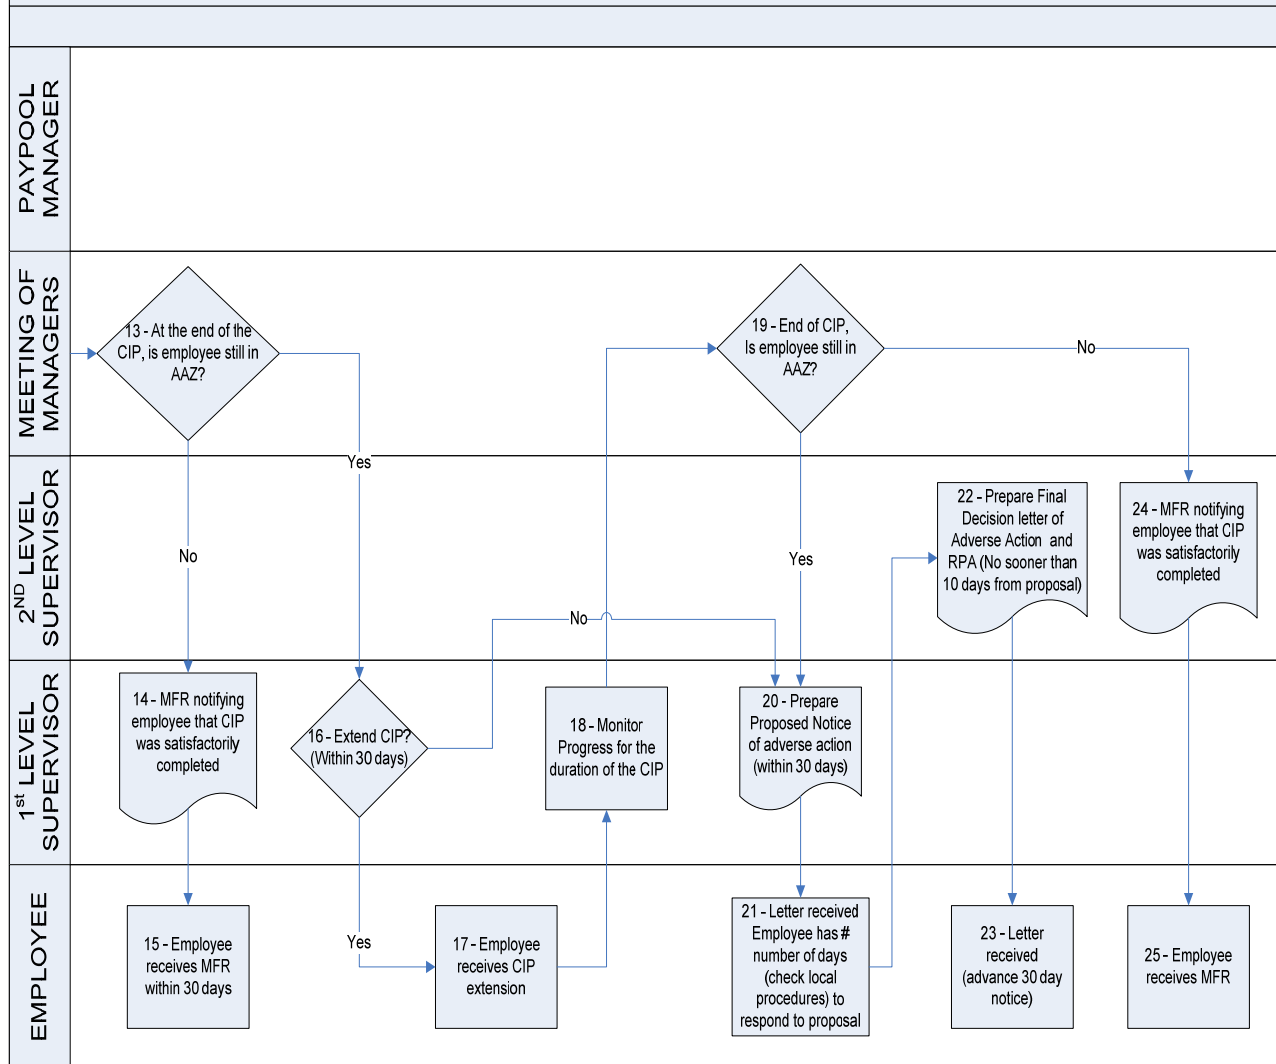 PAYPOOL
MANAGER
MEETING OF
MANAGERS
13 - At the end of the
CIP, is employee still in
AAZ?
Yes
No
19 - End of CIP,
Is employee still in
AAZ?
No
Yes
2ND LEVEL
SUPERVISOR
22 - Prepare Final
Decision letter of
Adverse Action and
RPA (No sooner than
10 days from proposal)
24 - MFR notifying
employee that CIP
was satisfactorily
completed
No
1st LEVEL
SUPERVISOR
14 - MFR notifying
employee that CIP
was satisfactorily
completed
16 - Extend CIP?
(Within 30 days)
18 - Monitor
Progress for the
duration of the CIP
20 - Prepare
Proposed Notice
of adverse action
(within 30 days)
EMPLOYEE
15 - Employee
receives MFR
within 30 days
Yes
17 - Employee
receives CIP
extension
21 - Letter received
Employee has #
number of days
(check local
procedures) to
respond to proposal
23 - Letter
received
(advance 30 day
notice)
25 - Employee
receives MFR